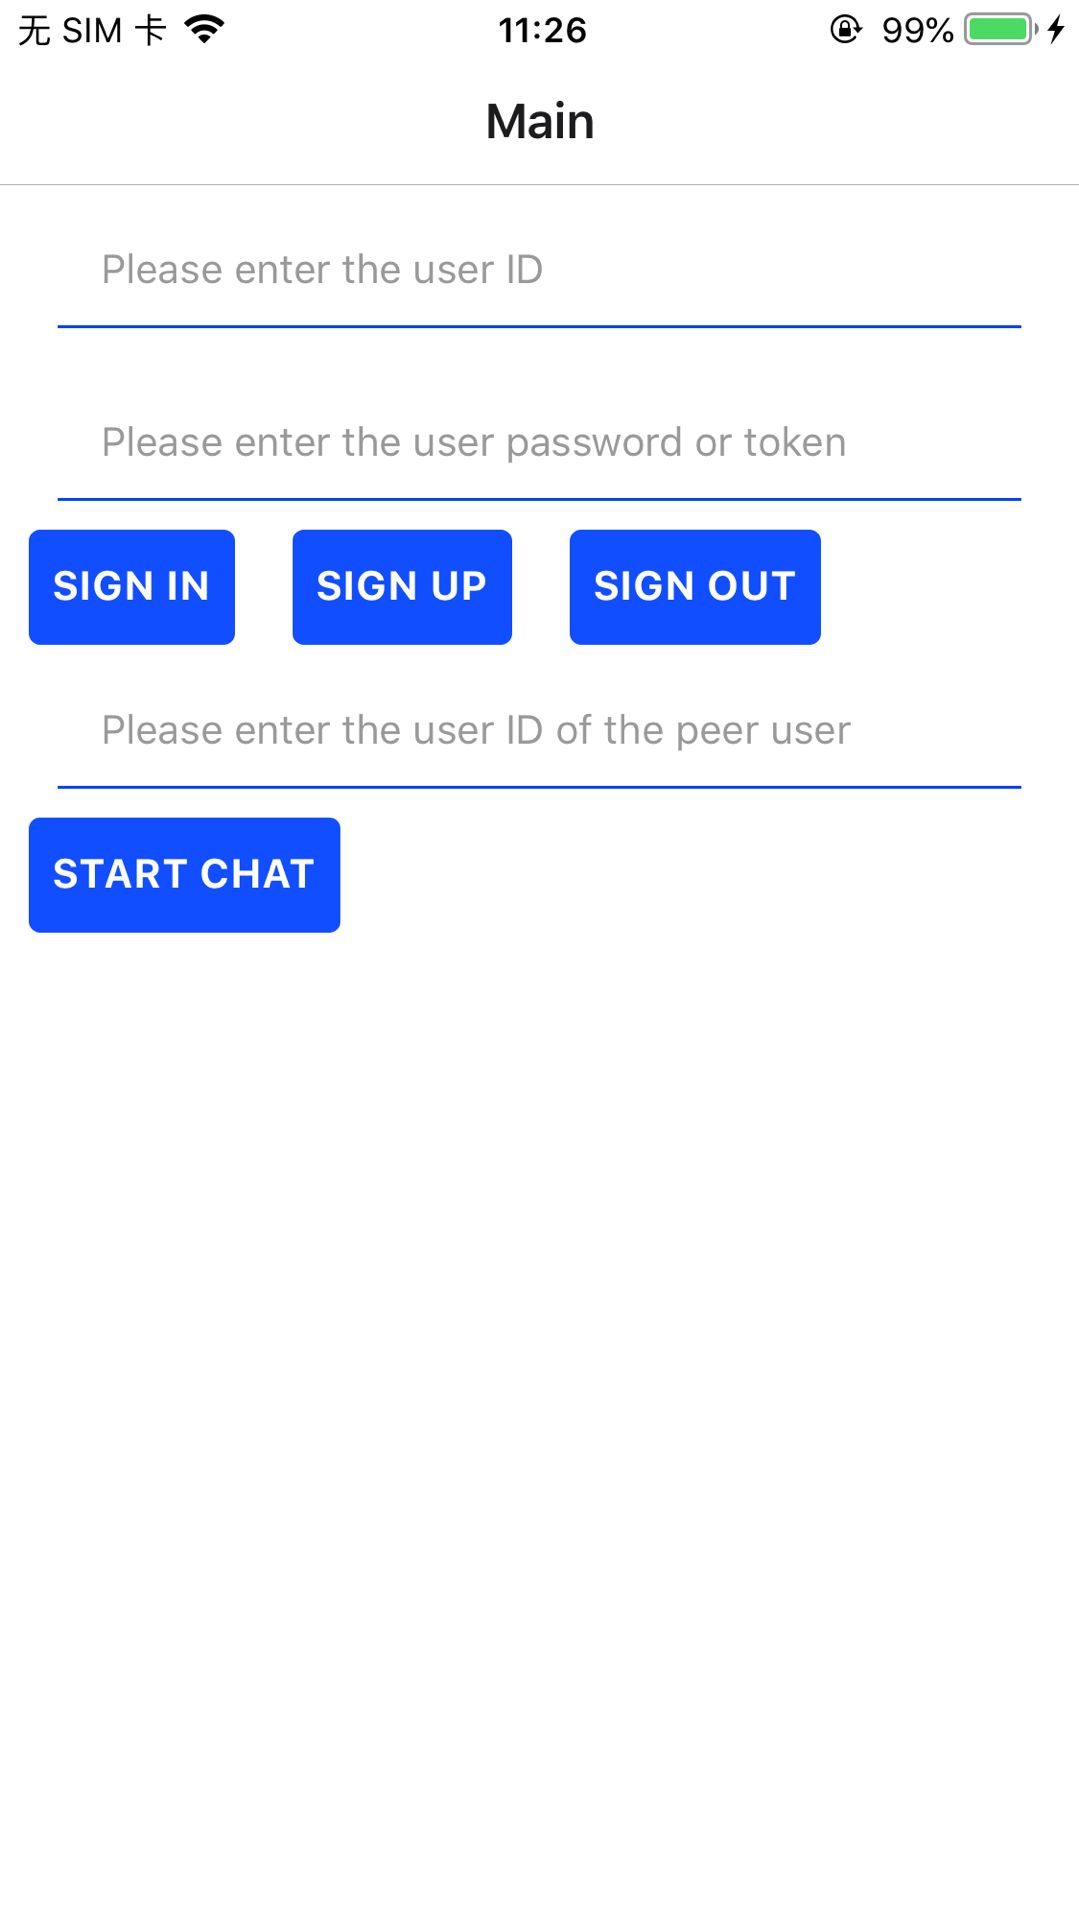 无 SIM 卡 11:26 99%
Main
Please enter the user ID
Please enter the user password or token
SIGN IN SIGN UP SIGN OUT
Please enter the user ID of the peer user
START CHAT